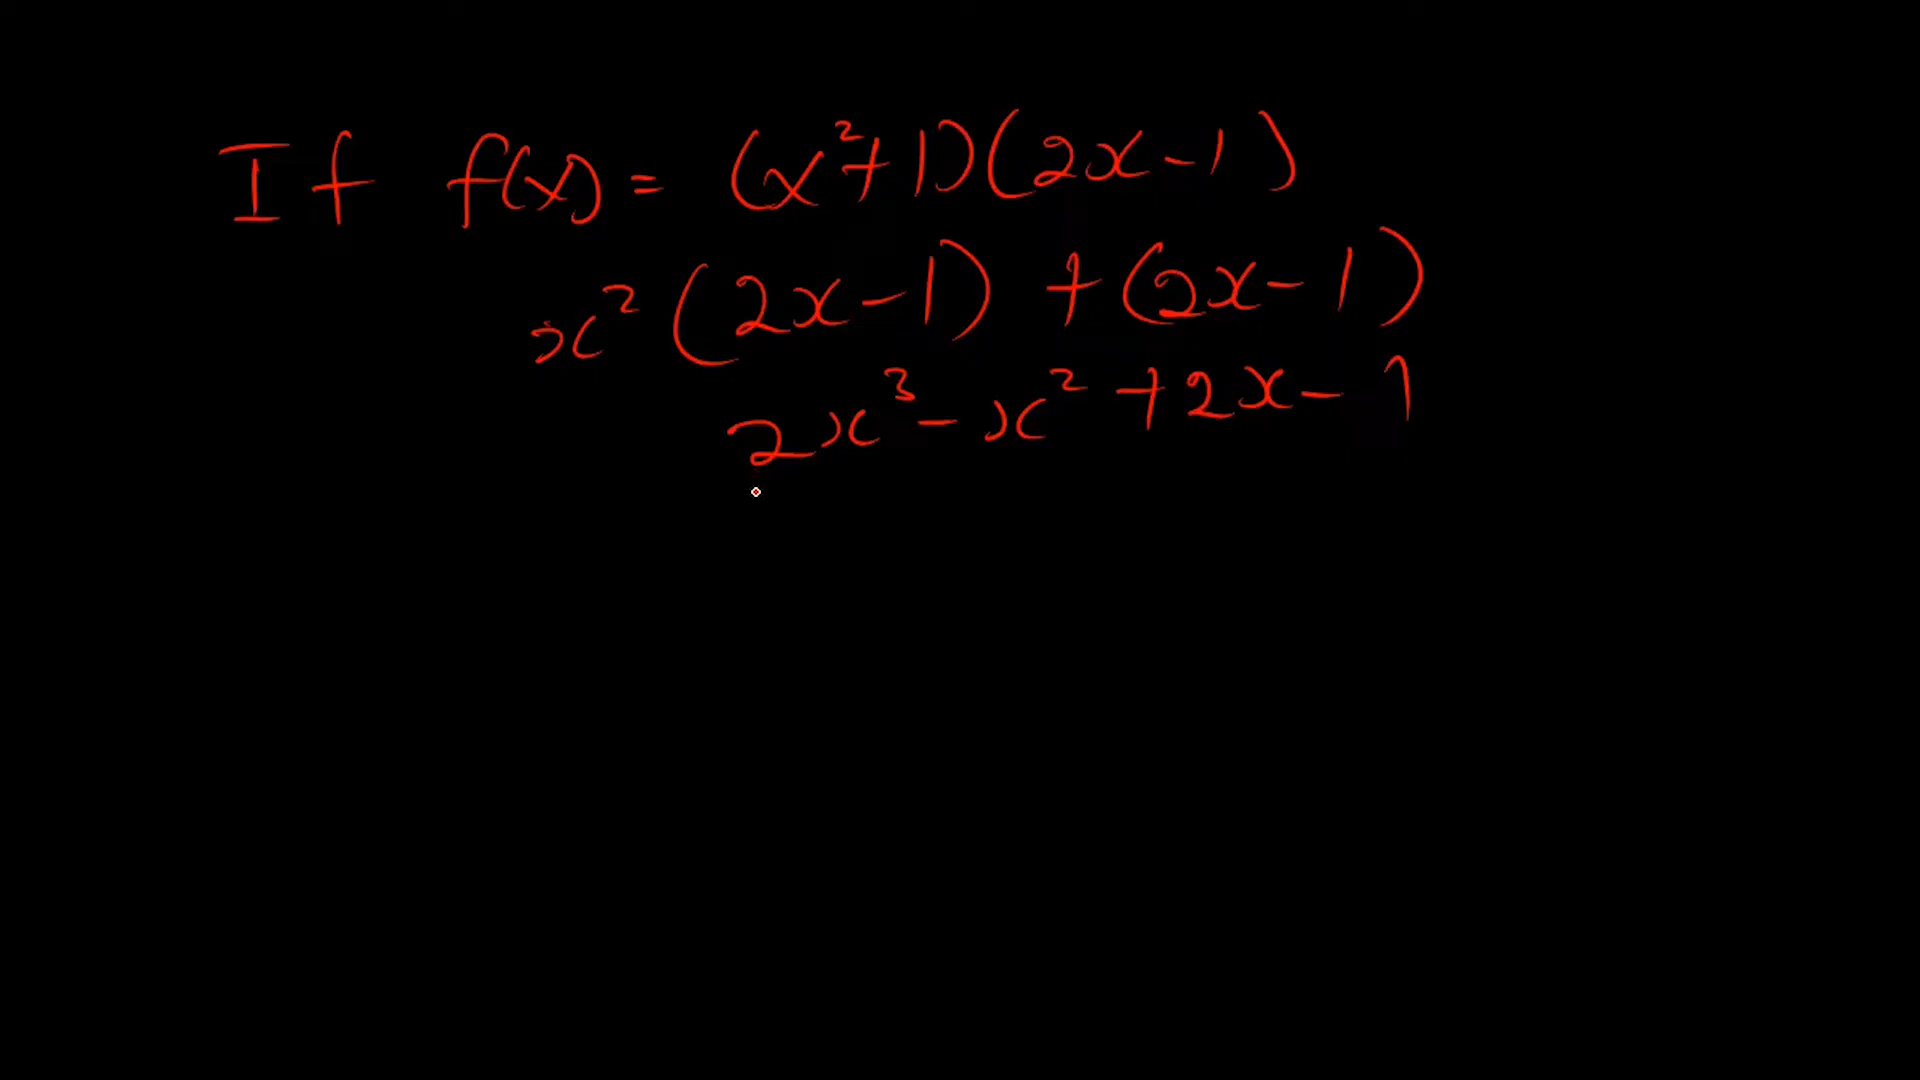 If f(x) = (x²+1)(2x-1)
x²(2x-1) + (2x-1)
2x³-x²+2x-1